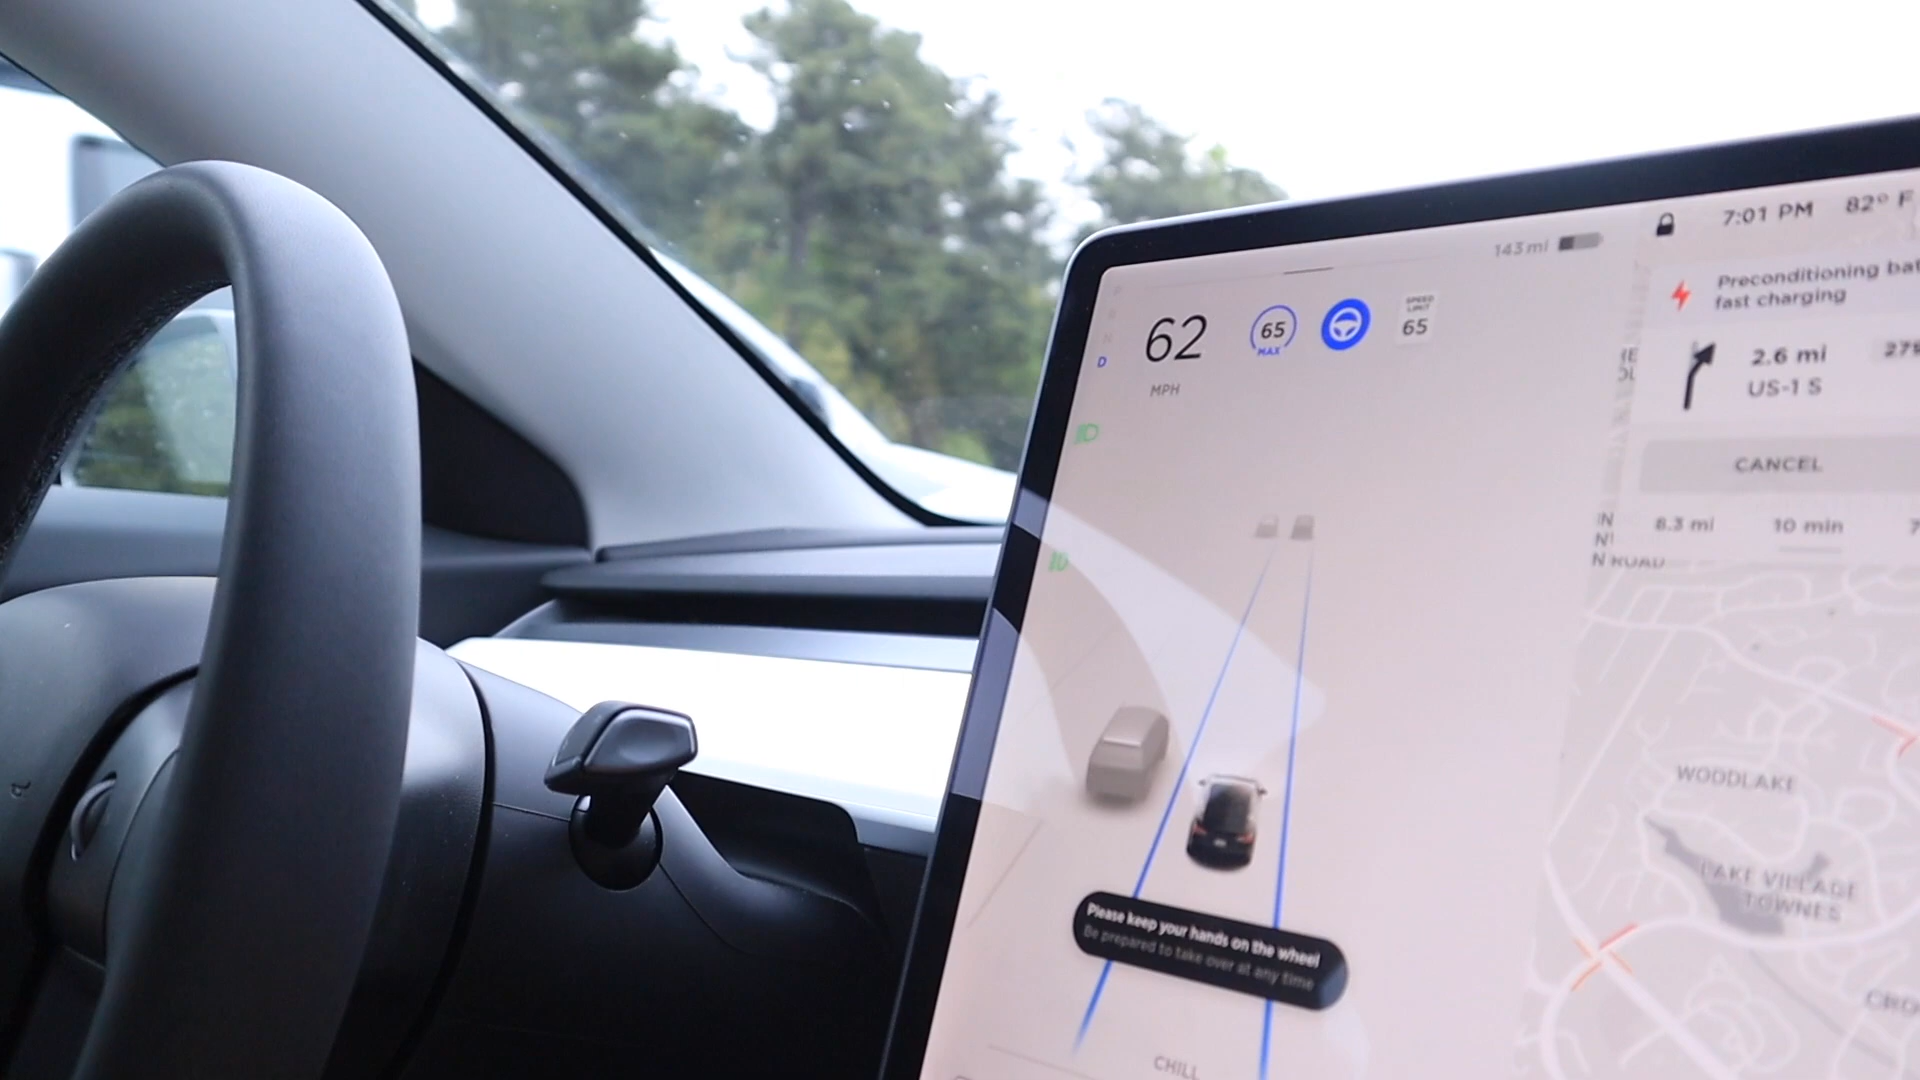 143 mi
7:01 PM 82° F
62
MPH
65
MAX
SPEED
LIMIT
65
D
Preconditioning bat
fast charging
2.6 mi
US-1 S
CANCEL
8.3 mi 10 min
N ROAD
WODDLAKE
LAKE VILLAGE
TOWNES
Please keep your hands on the wheel
Be prepared to take over at any time
CHILL